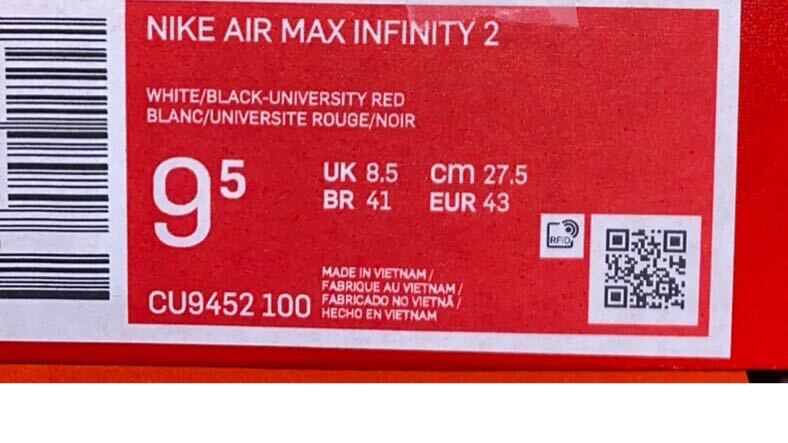 NIKE AIR MAX INFINITY 2
WHITE/BLACK-UNIVERSITY RED
BLANC/UNIVERSITE ROUGE/NOIR
9⁵
UK 8.5 cm 27.5
BR 41 EUR 43
RFID
CU9452 100
MADE IN VIETNAM /
FABRIQUE AU VIETNAM /
FABRICADO NO VIETNÃ /
HECHO EN VIETNAM